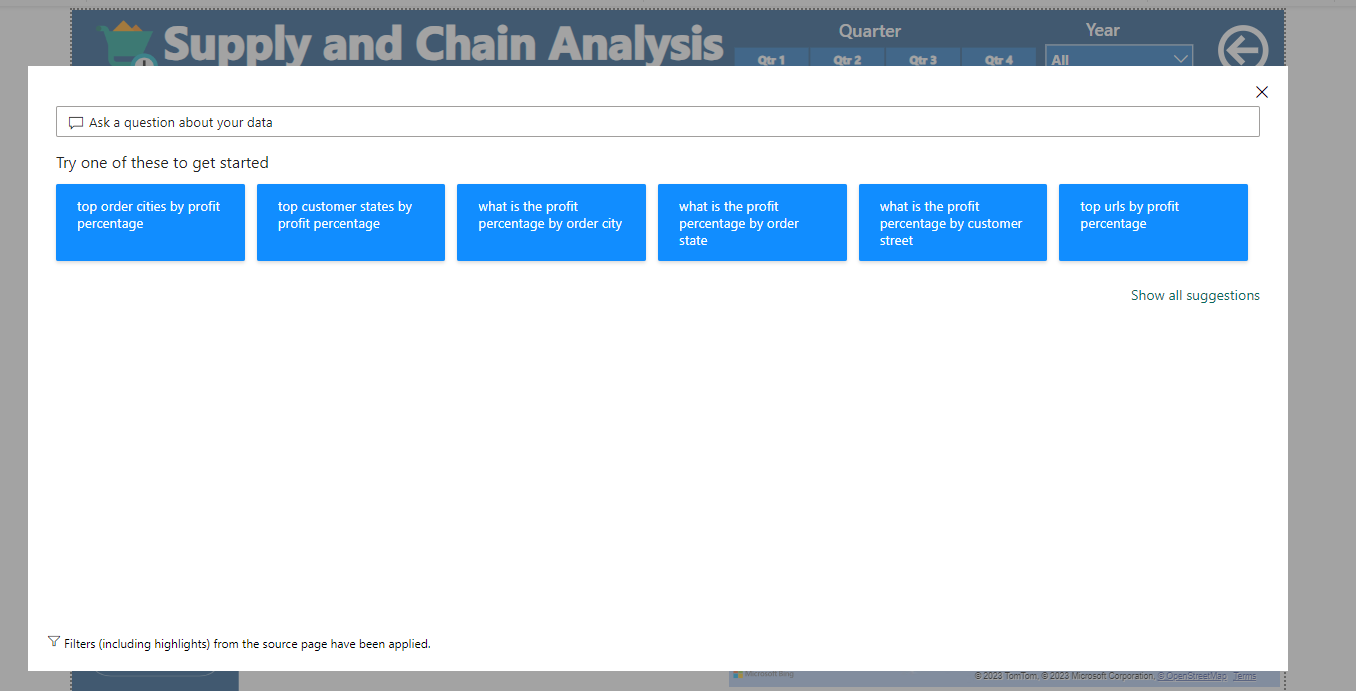 Supply and Chain Analysis
Quarter
Year
Qtr 1
Qtr 2
Qtr 3
Qtr 4
All
Ask a question about your data
Try one of these to get started
top order cities by profit
percentage
top customer states by
profit percentage
what is the profit
percentage by order city
what is the profit
percentage by order
state
what is the profit
percentage by customer
street
top urls by profit
percentage
Show all suggestions
Filters (including highlights) from the source page have been applied.
Microsoft Bing
© 2023 TomTom, © 2023 Microsoft Corporation, © OpenStreetMap Terms